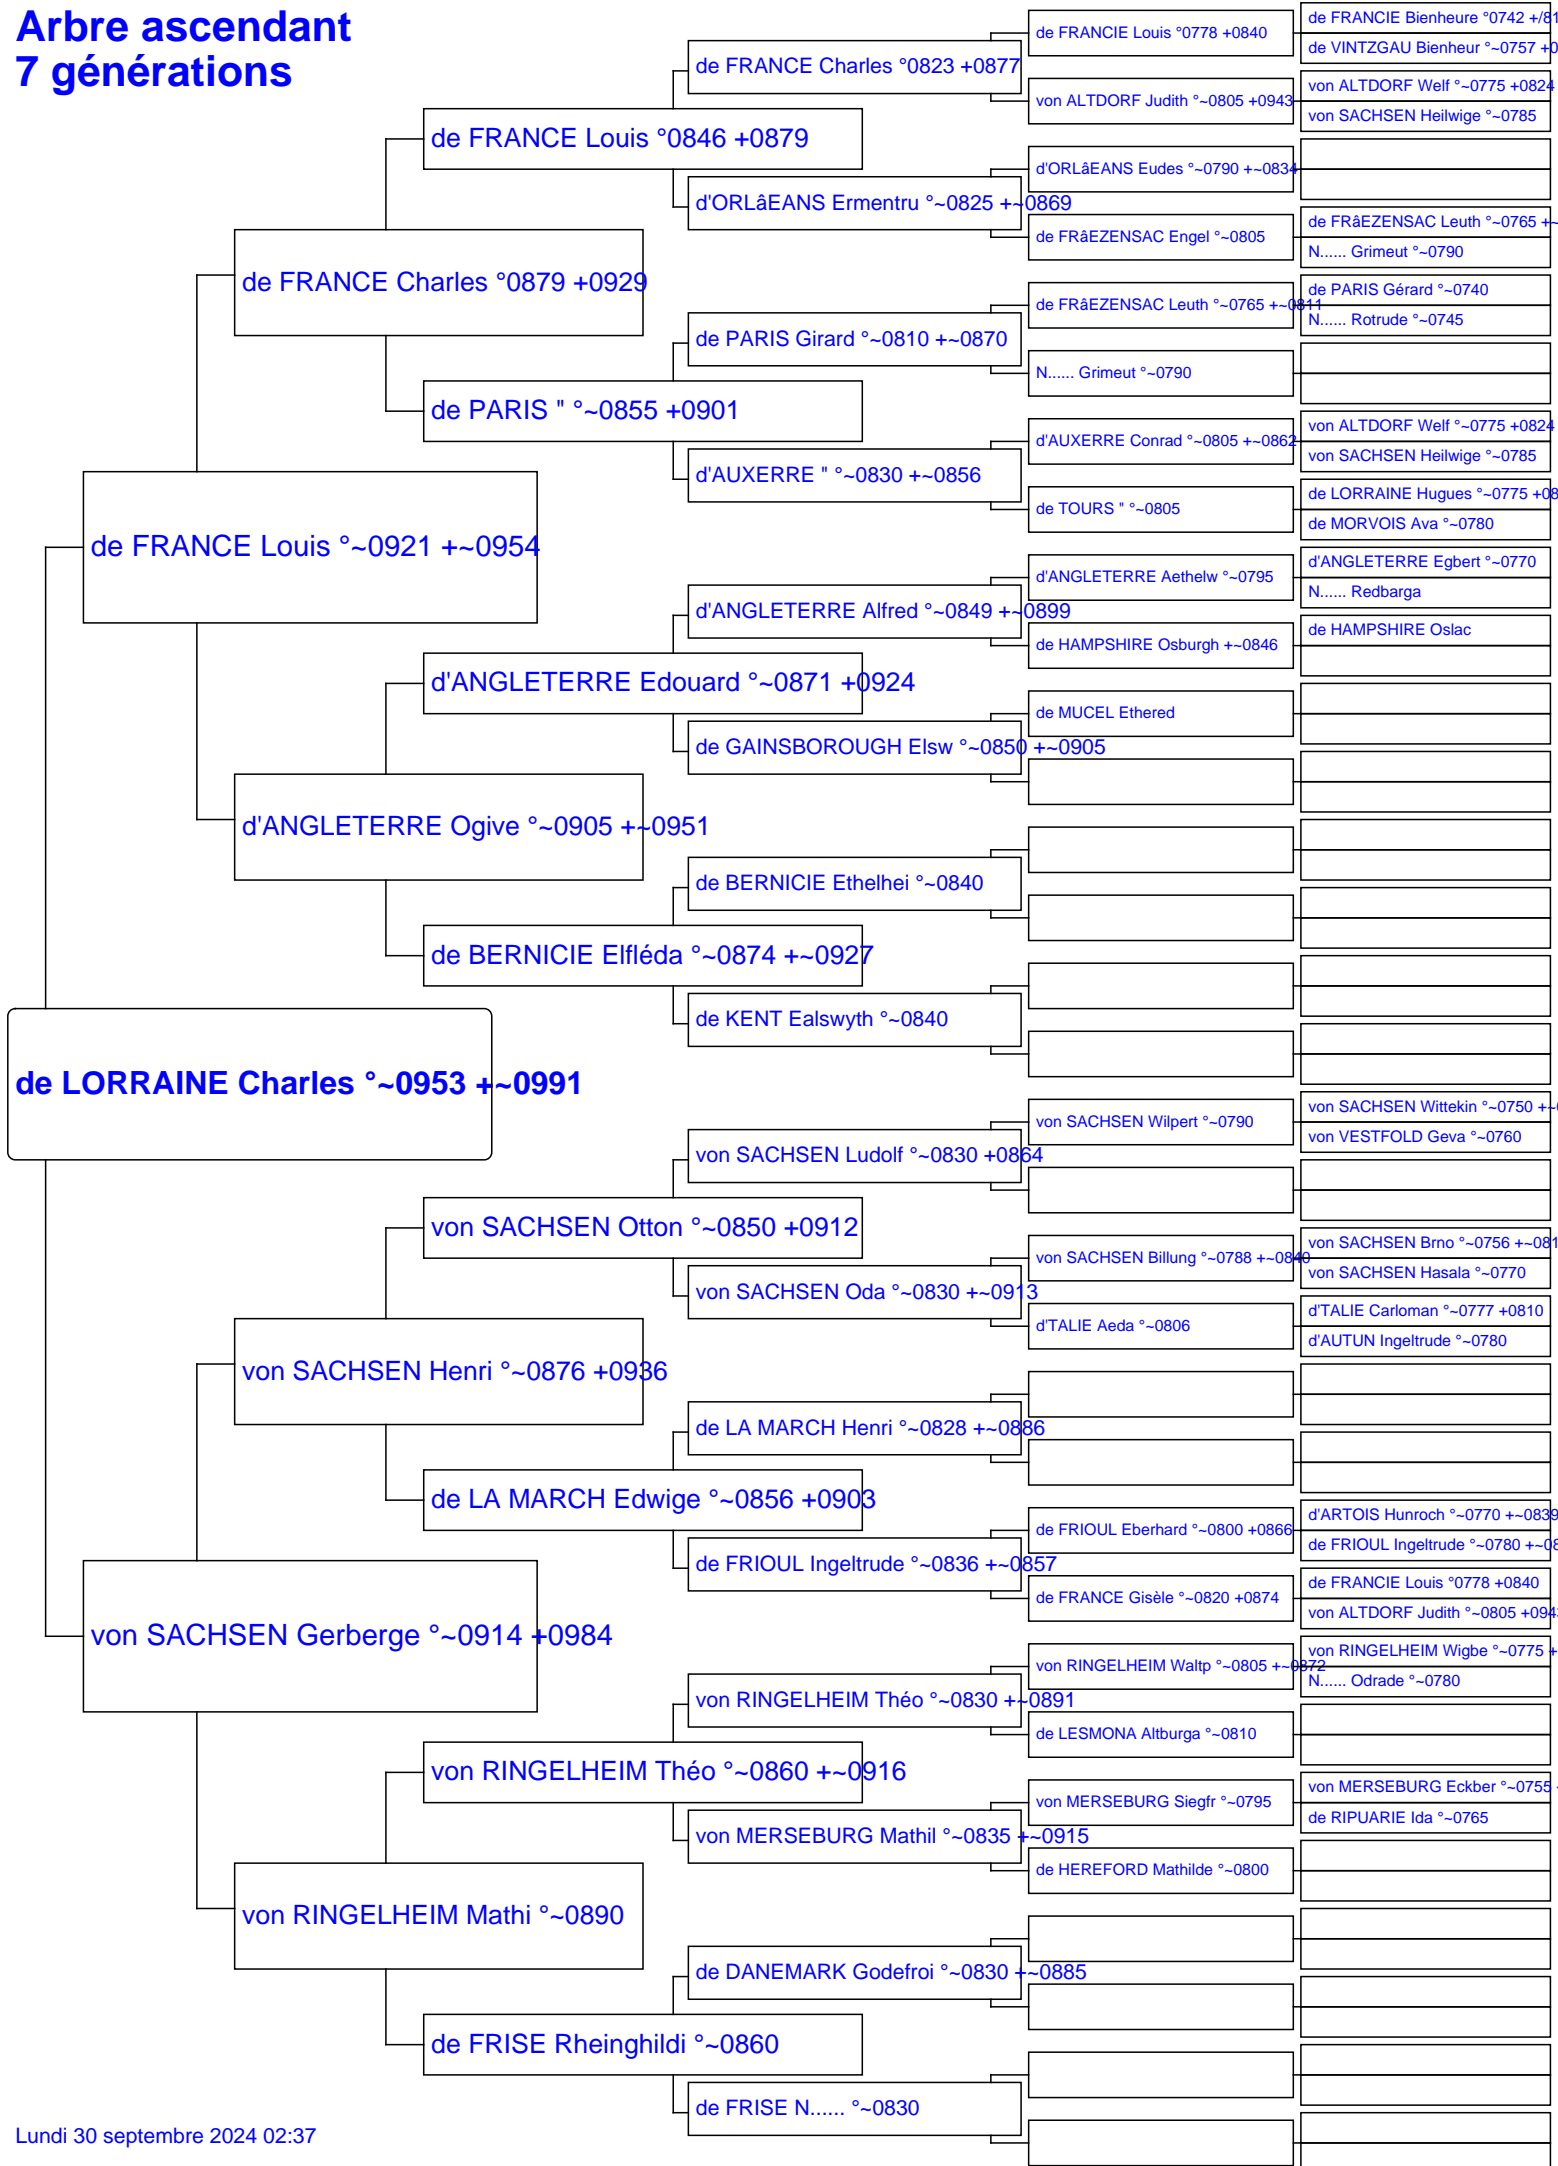 Arbre ascendant
7 générations
de LORRAINE Charles °~0953 +~0991
de FRANCE Louis °~0921 +~0954
von SACHSEN Gerberge °~0914 +0984
de FRANCE Charles °0879 +0929
d'ANGLETERRE Ogive °~0905 +~0951
von SACHSEN Henri °~0876 +0936
von RINGELHEIM Mathi °~0890
de FRANCE Louis °0846 +0879
de PARIS " °~0855 +0901
d'ANGLETERRE Edouard °~0871 +0924
de BERNICIE Elfléda °~0874 +~0927
von SACHSEN Otton °~0850 +0912
de LA MARCH Edwige °~0856 +0903
von RINGELHEIM Théo °~0860 +~0916
de FRISE Rheinghildi °~0860
de FRANCE Charles °0823 +0877
d'ORLâEANS Ermentru °~0825 +~0869
de PARIS Girard °~0810 +~0870
d'AUXERRE " °~0830 +~0856
d'ANGLETERRE Alfred °~0849 +~0899
de GAINSBOROUGH Elsw °~0850 +~0905
de BERNICIE Ethelhei °~0840
de KENT Ealswyth °~0840
von SACHSEN Ludolf °~0830 +0864
von SACHSEN Oda °~0830 +~0913
de LA MARCH Henri °~0828 +~0886
de FRIOUL Ingeltrude °~0836 +~0857
von RINGELHEIM Théo °~0830 +~0891
von MERSEBURG Mathil °~0835 +~0915
de DANEMARK Godefroi °~0830 +~0885
de FRISE N...... °~0830
de FRANCIE Louis °0778 +0840
von ALTDORF Judith °~0805 +0943
d'ORLâEANS Eudes °~0790 +~0834
de FRâEZENSAC Engel °~0805
de FRâEZENSAC Leuth °~0765 +~0811
N...... Grimeut °~0790
d'AUXERRE Conrad °~0805 +~0862
de TOURS " °~0805
d'ANGLETERRE Aethelw °~0795
de HAMPSHIRE Osburgh +~0846
de MUCEL Ethered
von SACHSEN Wilpert °~0790
von SACHSEN Billung °~0788 +~0840
d'TALIE Aeda °~0806
de FRIOUL Eberhard °~0800 +0866
de FRANCE Gisèle °~0820 +0874
von RINGELHEIM Waltp °~0805 +~0872
de LESMONA Altburga °~0810
von MERSEBURG Siegfr °~0795
de HEREFORD Mathilde °~0800
de FRANCIE Bienheure °0742 +/81
de VINTZGAU Bienheur °~0757 +0
von ALTDORF Welf °~0775 +0824
von SACHSEN Heilwige °~0785
de FRâEZENSAC Leuth °~0765 +~
N...... Grimeut °~0790
de PARIS Gérard °~0740
N...... Rotrude °~0745
von ALTDORF Welf °~0775 +0824
von SACHSEN Heilwige °~0785
de LORRAINE Hugues °~0775 +08
de MORVOIS Ava °~0780
d'ANGLETERRE Egbert °~0770
N...... Redbarga
de HAMPSHIRE Oslac
von SACHSEN Wittekin °~0750 +~
von VESTFOLD Geva °~0760
von SACHSEN Brno °~0756 +~081
von SACHSEN Hasala °~0770
d'TALIE Carloman °~0777 +0810
d'AUTUN Ingeltrude °~0780
d'ARTOIS Hunroch °~0770 +~0839
de FRIOUL Ingeltrude °~0780 +~08
de FRANCIE Louis °0778 +0840
von ALTDORF Judith °~0805 +094
von RINGELHEIM Wigbe °~0775 +
N...... Odrade °~0780
von MERSEBURG Eckber °~0755
de RIPUARIE Ida °~0765
Lundi 30 septembre 2024 02:37